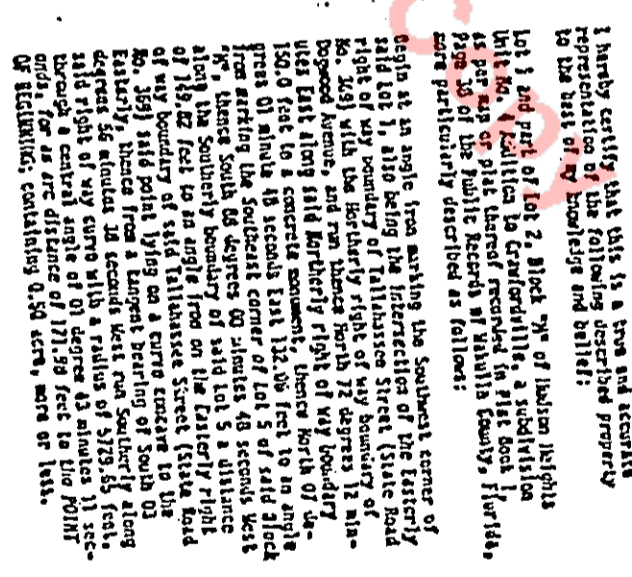 I hereby certify that this is a true and accurate
representation of the following described property
to the best of my knowledge and belief:
Lot 1 and part of Lot 2, Block "N" of Hudson Heights
Unit No. Addition to Crawfordville, a subdivision
as per map or plat thereof recorded in Plat Book 1,
Page of the Public Records of Wakulla County, Florida,
more particularly described as follows:
Begin at an angle iron marking the Southwest corner of
said Lot 1, also being the intersection of the Easterly
right of way boundary of Tallahassee Street (State Road
No. 369) with the Northerly right of way boundary of
Dogwood Avenue, and run thence North 72 degrees 12 min-
utes East along said Northerly right of way boundary
150.0 feet to a concrete monument, thence North 01 de-
grees 01 minute 48 seconds East 132.06 feet to an angle
iron marking the Southeast corner of Lot 5 of said Block
"N", thence South 88 degrees 00 minutes 48 seconds West
along the Southerly boundary of said Lot 5 a distance
of 149.82 feet to an angle iron on the Easterly right
of way boundary of said Tallahassee Street (State Road
No. 369) said point lying on a curve concave to the
Easterly, thence from a tangent bearing of South 03
degrees 56 minutes 38 seconds West run Southerly along
said right of way curve with a radius of 5729.65 feet,
through a central angle of 01 degree 43 minutes 11 sec-
onds, for an arc distance of 171.98 feet to the POINT
OF BEGINNING; containing 0.50 acre, more or less.
Copy